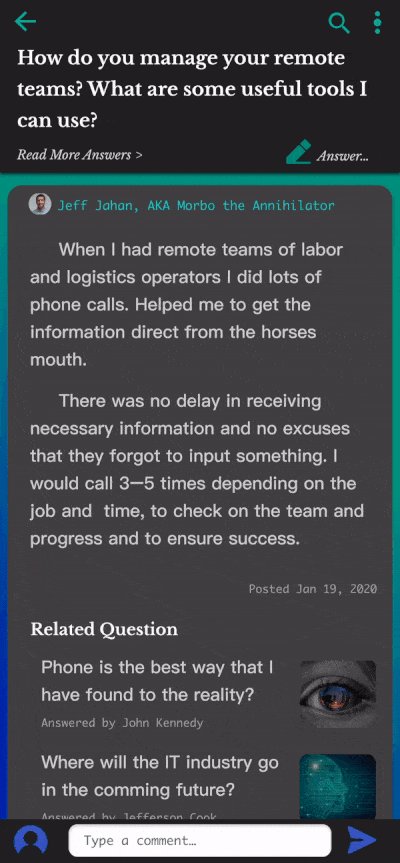 How do you manage your remote
teams? What are some useful tools I
can use?
Read More Answers >
Answer...
Jeff Jahan, AKA Morbo the Annihilator
When I had remote teams of labor
and logistics operators I did lots of
phone calls. Helped me to get the
information direct from the horses
mouth.
There was no delay in receiving
necessary information and no excuses
that they forgot to input something. I
would call 3–5 times depending on the
job and  time, to check on the team and
progress and to ensure success.
Posted Jan 19, 2020
Related Question
Phone is the best way that I
have found to the reality?
Answered by John Kennedy
Where will the IT industry go
in the comming future?
Answered by Jefferson Cook
Type a comment…